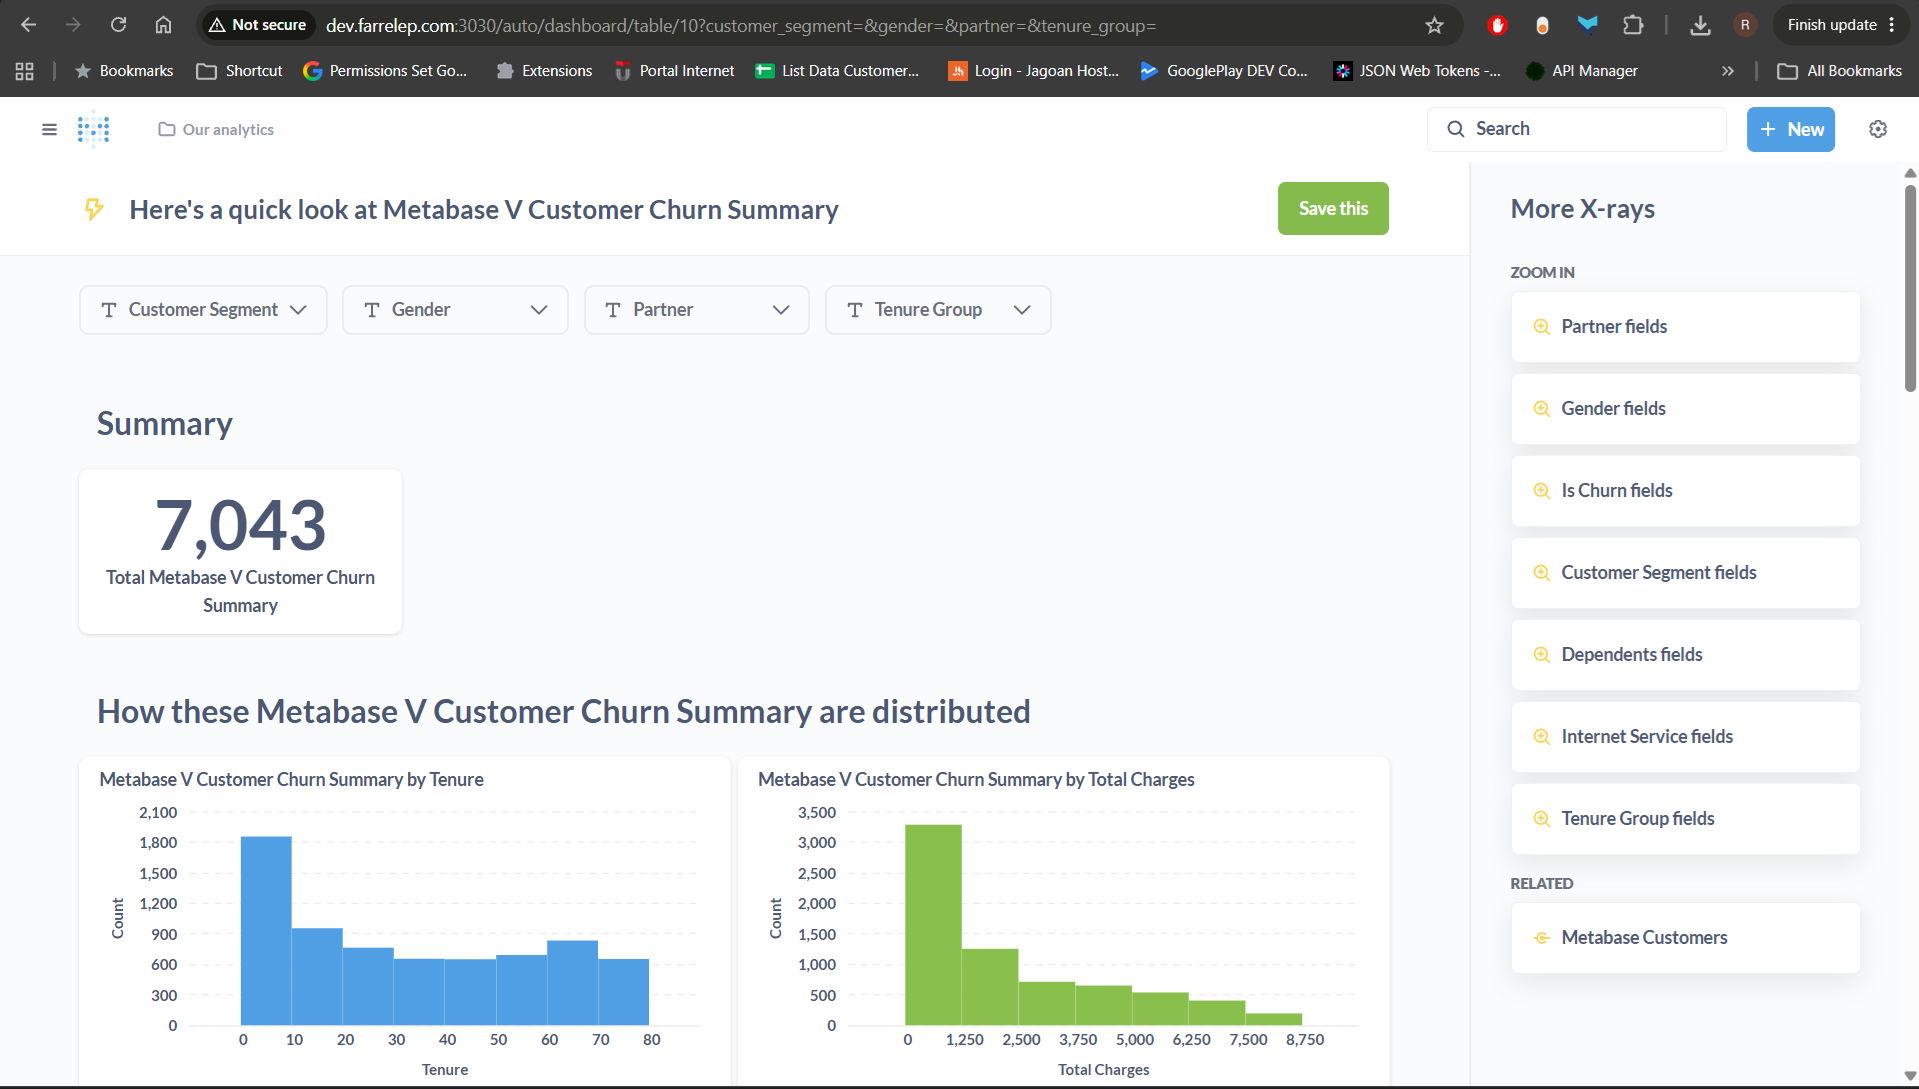 Not secure
dev.farrelep.com:3030/auto/dashboard/table/10?customer_segment=&gender=&partner=&tenure_group=
R
Finish update
Bookmarks
Shortcut
Permissions Set Go...
Extensions
Portal Internet
List Data Customer...
Login - Jagoan Host...
GooglePlay DEV Co...
JSON Web Tokens -...
API Manager
All Bookmarks
Our analytics
Search
+ New
Here's a quick look at Metabase V Customer Churn Summary
Save this
Customer Segment
Gender
Partner
Tenure Group
Summary
7,043
Total Metabase V Customer Churn
Summary
How these Metabase V Customer Churn Summary are distributed
Metabase V Customer Churn Summary by Tenure
2,100
1,800
1,500
1,200
900
600
300
0
Count
0 10 20 30 40 50 60 70 80
Tenure
Metabase V Customer Churn Summary by Total Charges
3,500
3,000
2,500
2,000
1,500
1,000
500
0
Count
0 1,250 2,500 3,750 5,000 6,250 7,500 8,750
Total Charges
More X-rays
ZOOM IN
Partner fields
Gender fields
Is Churn fields
Customer Segment fields
Dependents fields
Internet Service fields
Tenure Group fields
RELATED
Metabase Customers